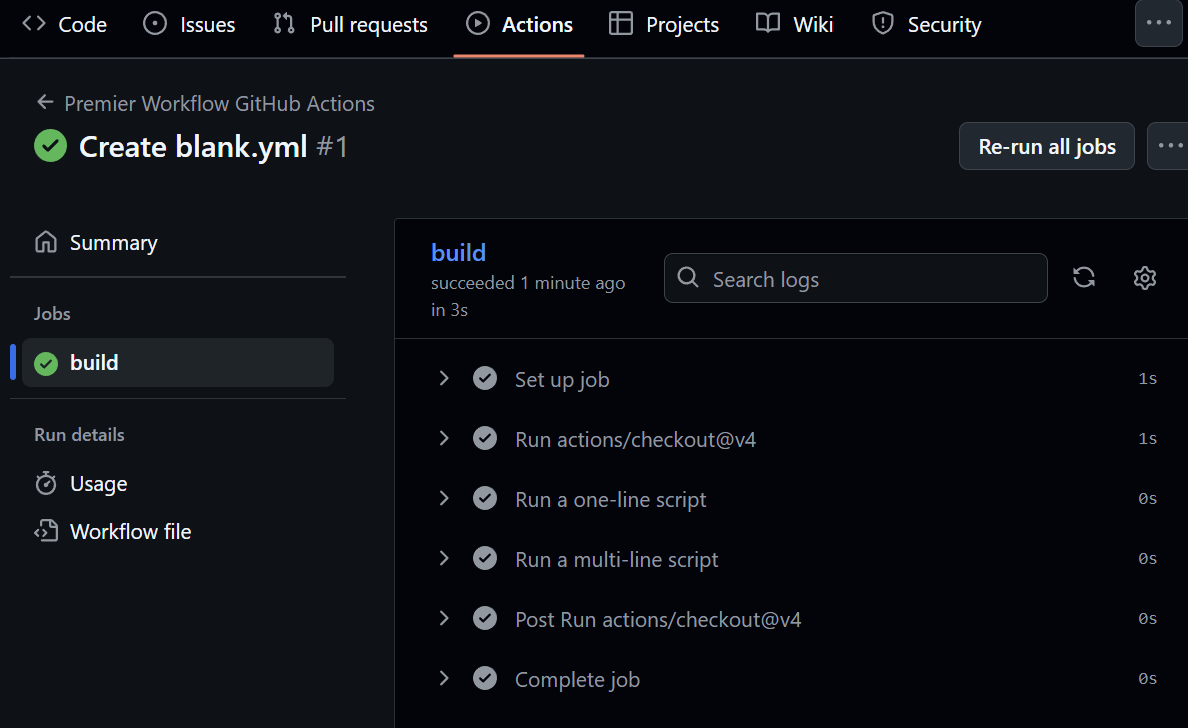 Code Issues Pull requests Actions Projects Wiki Security
Premier Workflow GitHub Actions
Create blank.yml #1
Re-run all jobs
Summary
Jobs
build
Run details
Usage
Workflow file
build
succeeded 1 minute ago
in 3s
Search logs
Set up job 1s
Run actions/checkout@v4 1s
Run a one-line script 0s
Run a multi-line script 0s
Post Run actions/checkout@v4 0s
Complete job 0s